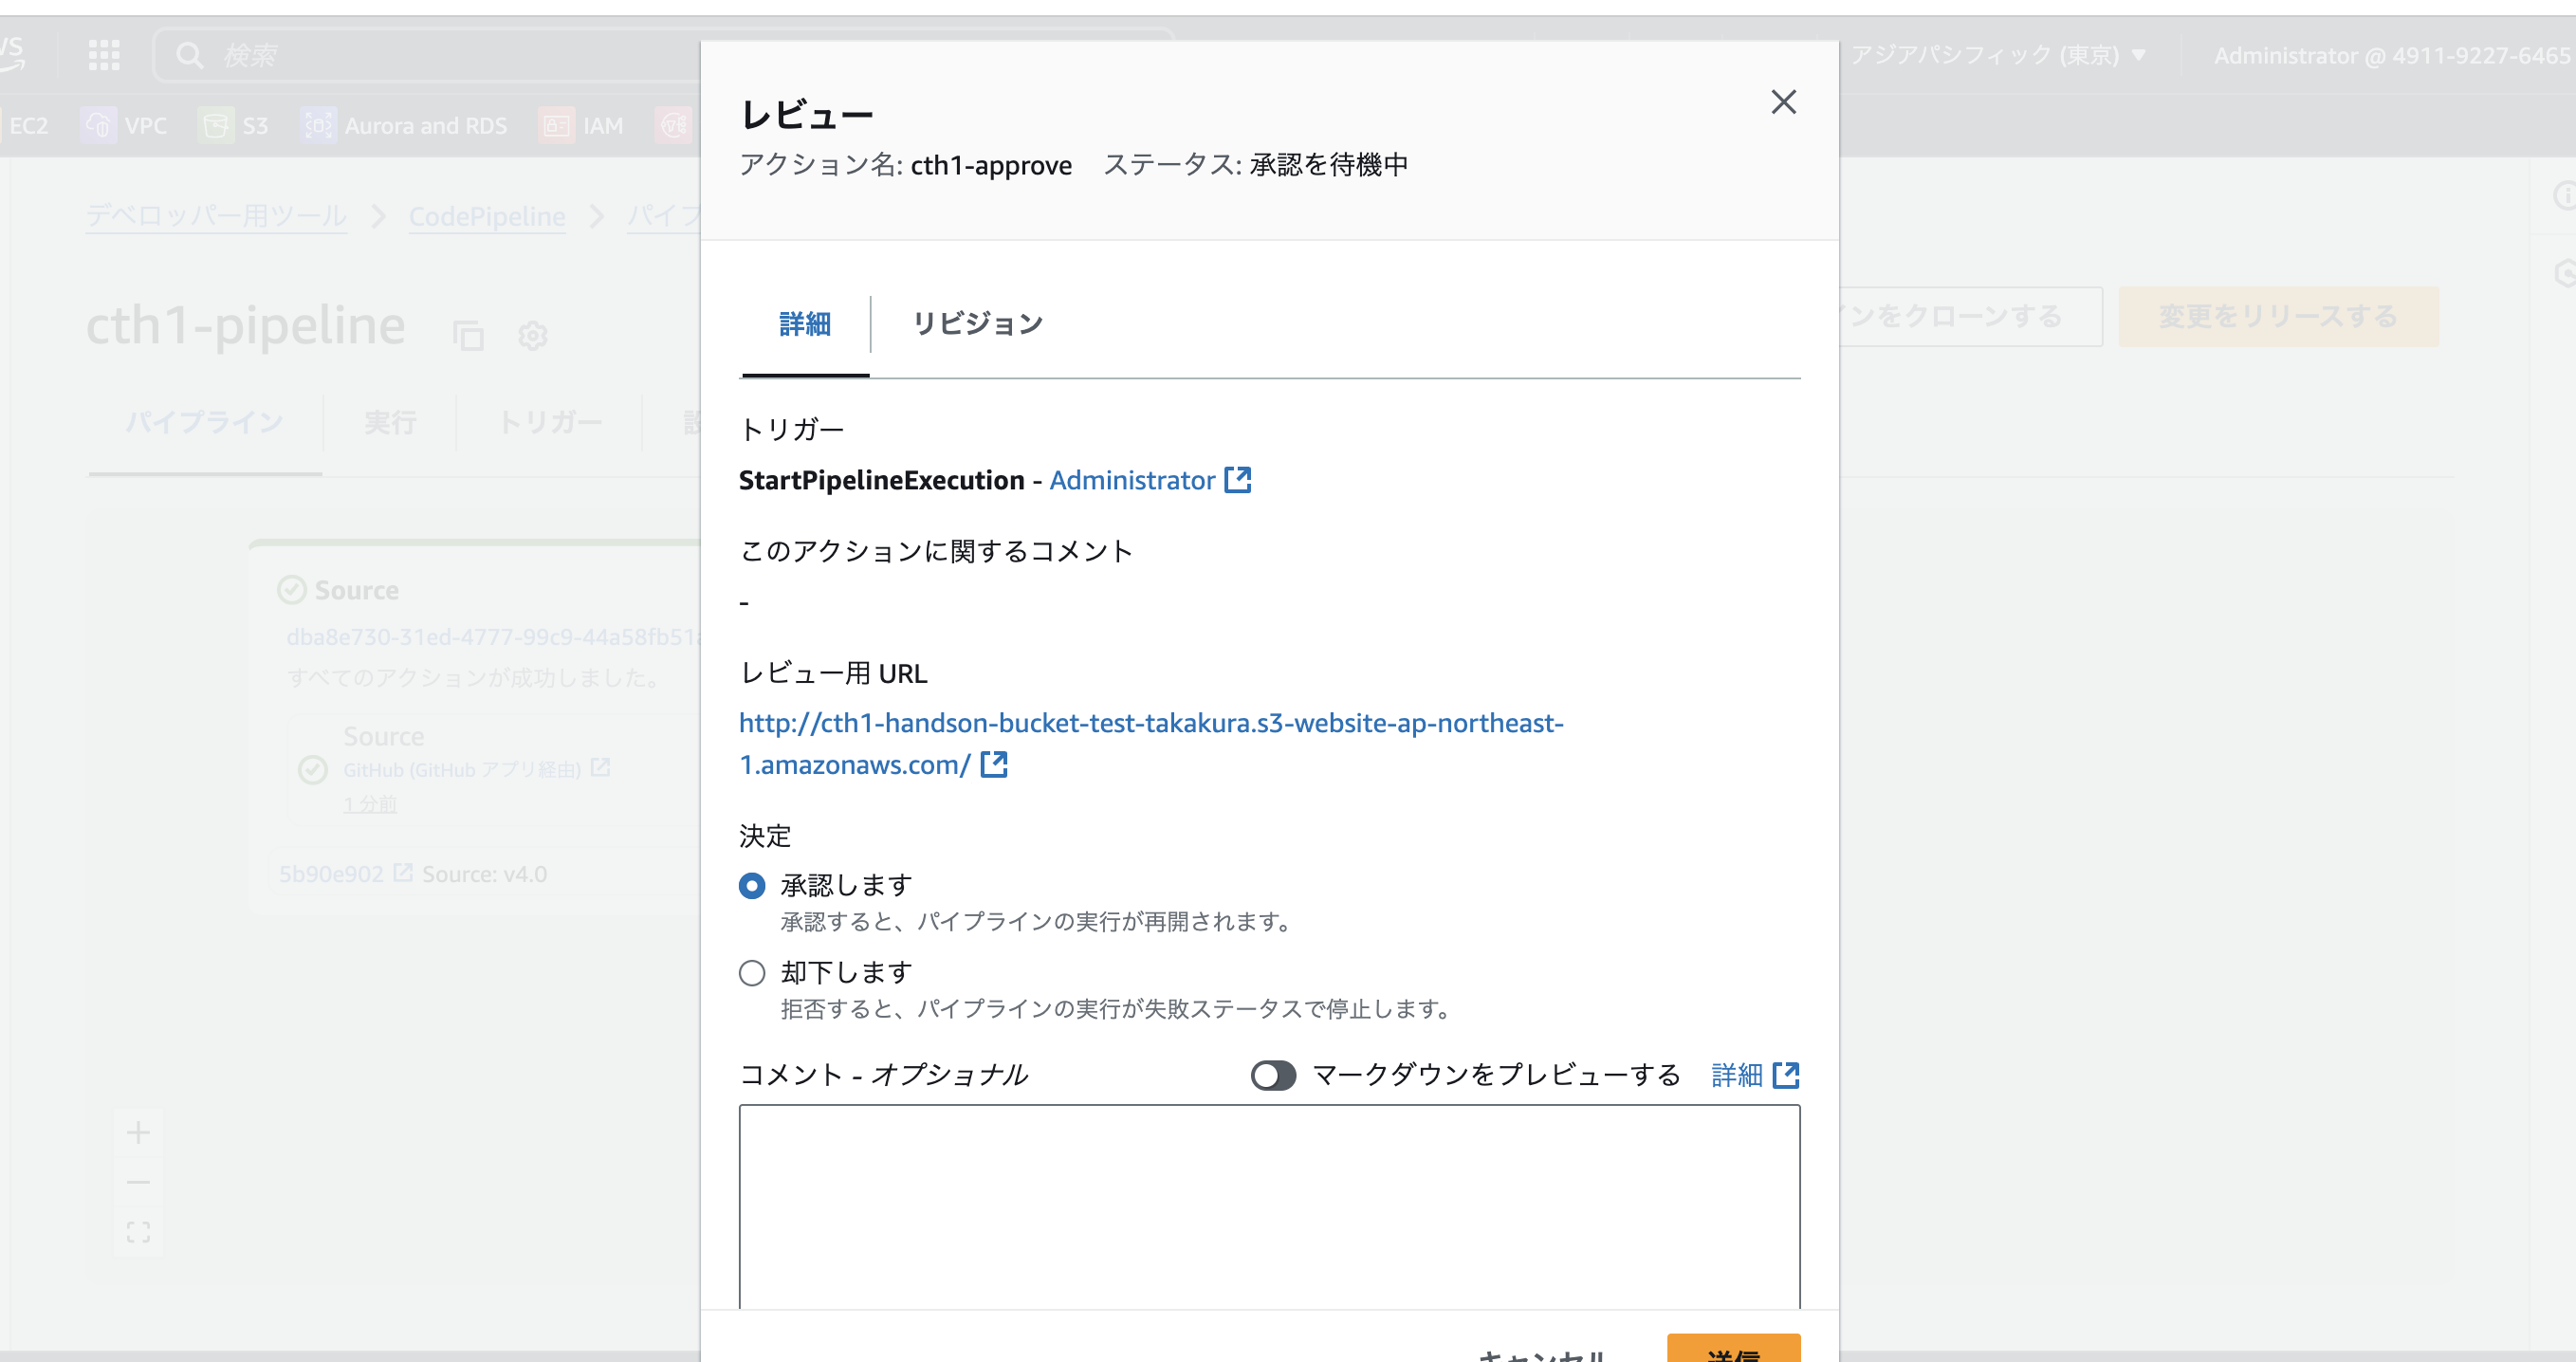 検索
アジアパシフィック (東京)
Administrator @ 4911-9227-6465
EC2
VPC
S3
Aurora and RDS
IAM
デベロッパー用ツール
CodePipeline
パイプ
cth1-pipeline
ンをクローンする
変更をリリースする
パイプライン
実行
トリガー
設
Source
dba8e730-31ed-4777-99c9-44a58fb51a
すべてのアクションが成功しました。
Source
GitHub (GitHub アプリ経由)
1 分前
5b90e902 Source: v4.0
レビュー
アクション名: cth1-approve ステータス: 承認を待機中
詳細
リビジョン
トリガー
StartPipelineExecution - Administrator
このアクションに関するコメント
-
レビュー用 URL
http://cth1-handson-bucket-test-takakura.s3-website-ap-northeast-
1.amazonaws.com/
決定
承認します
承認すると、パイプラインの実行が再開されます。
却下します
拒否すると、パイプラインの実行が失敗ステータスで停止します。
コメント - オプショナル
マークダウンをプレビューする
詳細
キャンセル
送信